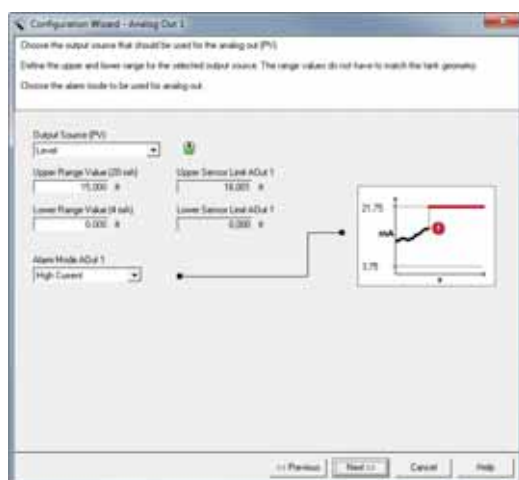 Configuration Wizard - Analog Out 1
Choose the output source that should be used for the analog out (PV).
Define the upper and lower range for the selected output source. The range values do not have to match the tank geometry.
Choose the alarm mode to be used for analog out.
Output Source (PV)
Level
Upper Range Value (20 mA)
Upper Sensor Limit AOut 1
15.000 ft
ft
Lower Range Value (4 mA)
Lower Sensor Limit AOut 1
0.000 ft
0.000 ft
Alarm Mode AOut 1
High Current
21.75
mA
3.75
<< Previous
Next >>
Cancel
Help